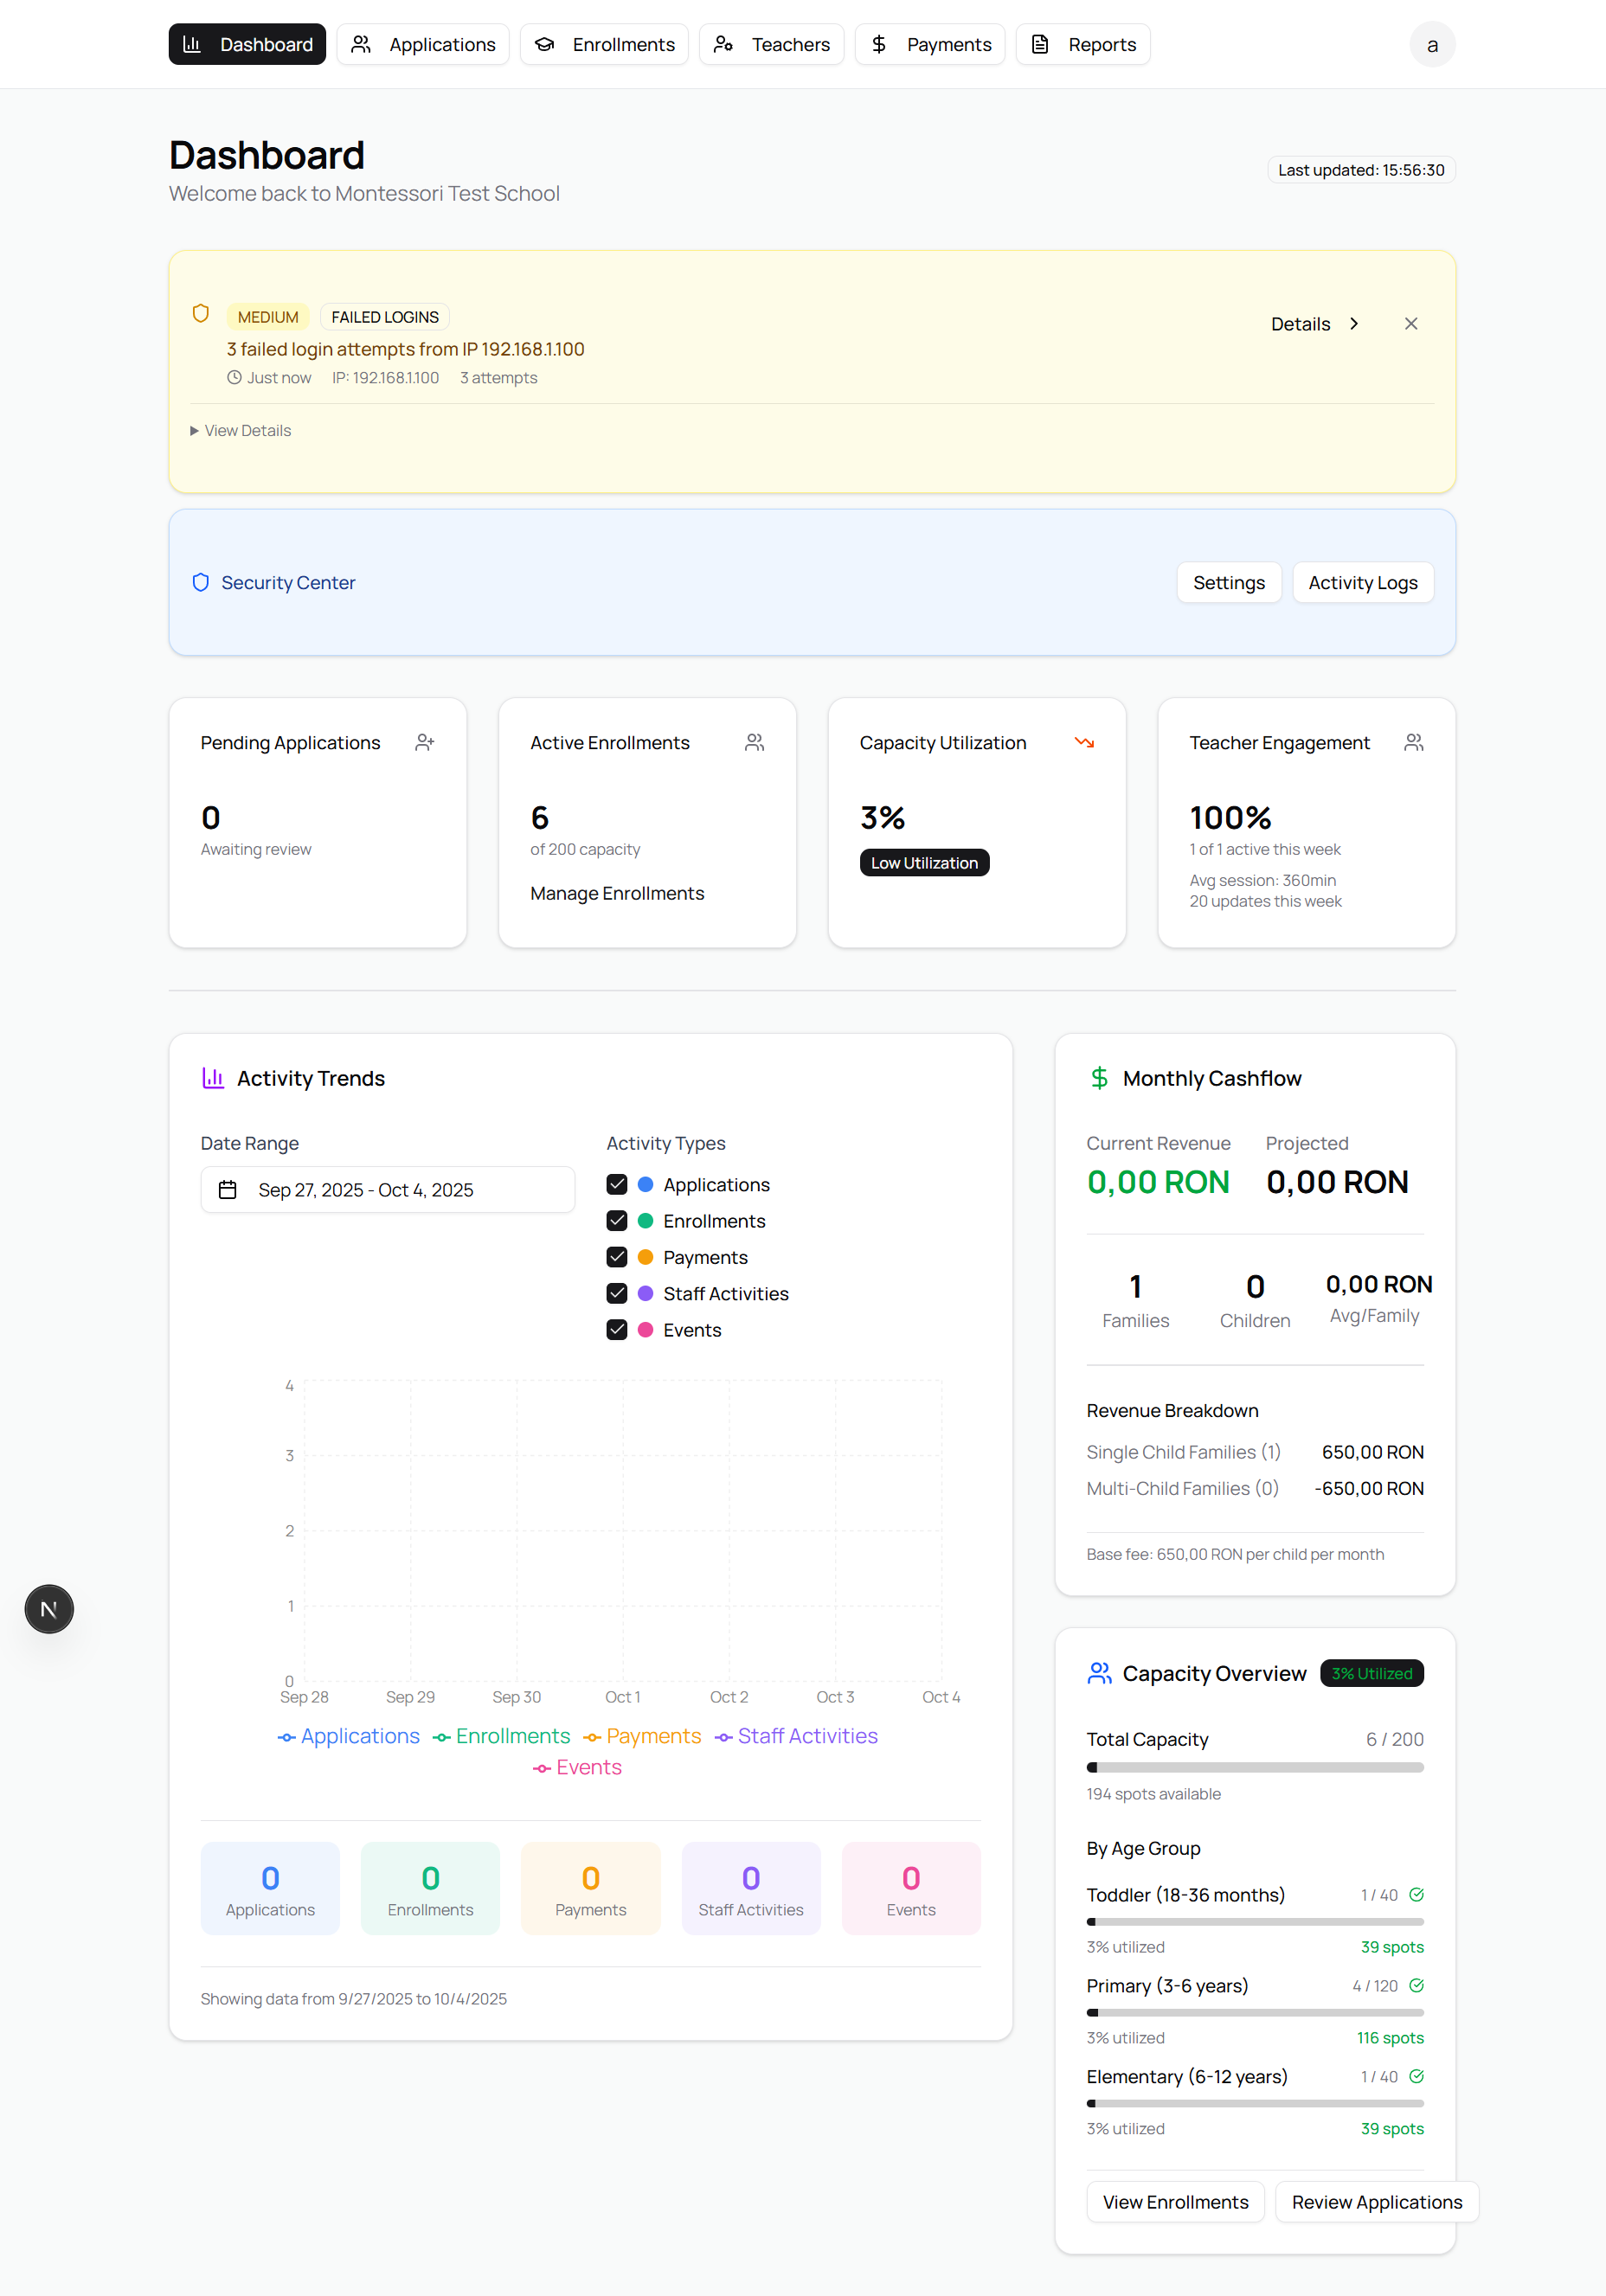 Dashboard
Applications
Enrollments
Teachers
Payments
Reports
a
Dashboard
Welcome back to Montessori Test School
Last updated: 15:56:30
MEDIUM
FAILED LOGINS
3 failed login attempts from IP 192.168.1.100
Just now
IP: 192.168.1.100
3 attempts
Details
View Details
Security Center
Settings
Activity Logs
Pending Applications
0
Awaiting review
Active Enrollments
6
of 200 capacity
Manage Enrollments
Capacity Utilization
3%
Low Utilization
Teacher Engagement
100%
1 of 1 active this week
Avg session: 360min
20 updates this week
Activity Trends
Date Range
Sep 27, 2025 - Oct 4, 2025
Activity Types
Applications
Enrollments
Payments
Staff Activities
Events
4
3
2
1
0
Sep 28
Sep 29
Sep 30
Oct 1
Oct 2
Oct 3
Oct 4
Applications
Enrollments
Payments
Staff Activities
Events
0
Applications
0
Enrollments
0
Payments
0
Staff Activities
0
Events
Showing data from 9/27/2025 to 10/4/2025
Monthly Cashflow
Current Revenue
0,00 RON
Projected
0,00 RON
1
Families
0
Children
0,00 RON
Avg/Family
Revenue Breakdown
Single Child Families (1)
650,00 RON
Multi-Child Families (0)
-650,00 RON
Base fee: 650,00 RON per child per month
Capacity Overview
3% Utilized
Total Capacity
6 / 200
194 spots available
By Age Group
Toddler (18-36 months)
1 / 40
3% utilized
39 spots
Primary (3-6 years)
4 / 120
3% utilized
116 spots
Elementary (6-12 years)
1 / 40
3% utilized
39 spots
View Enrollments
Review Applications
N